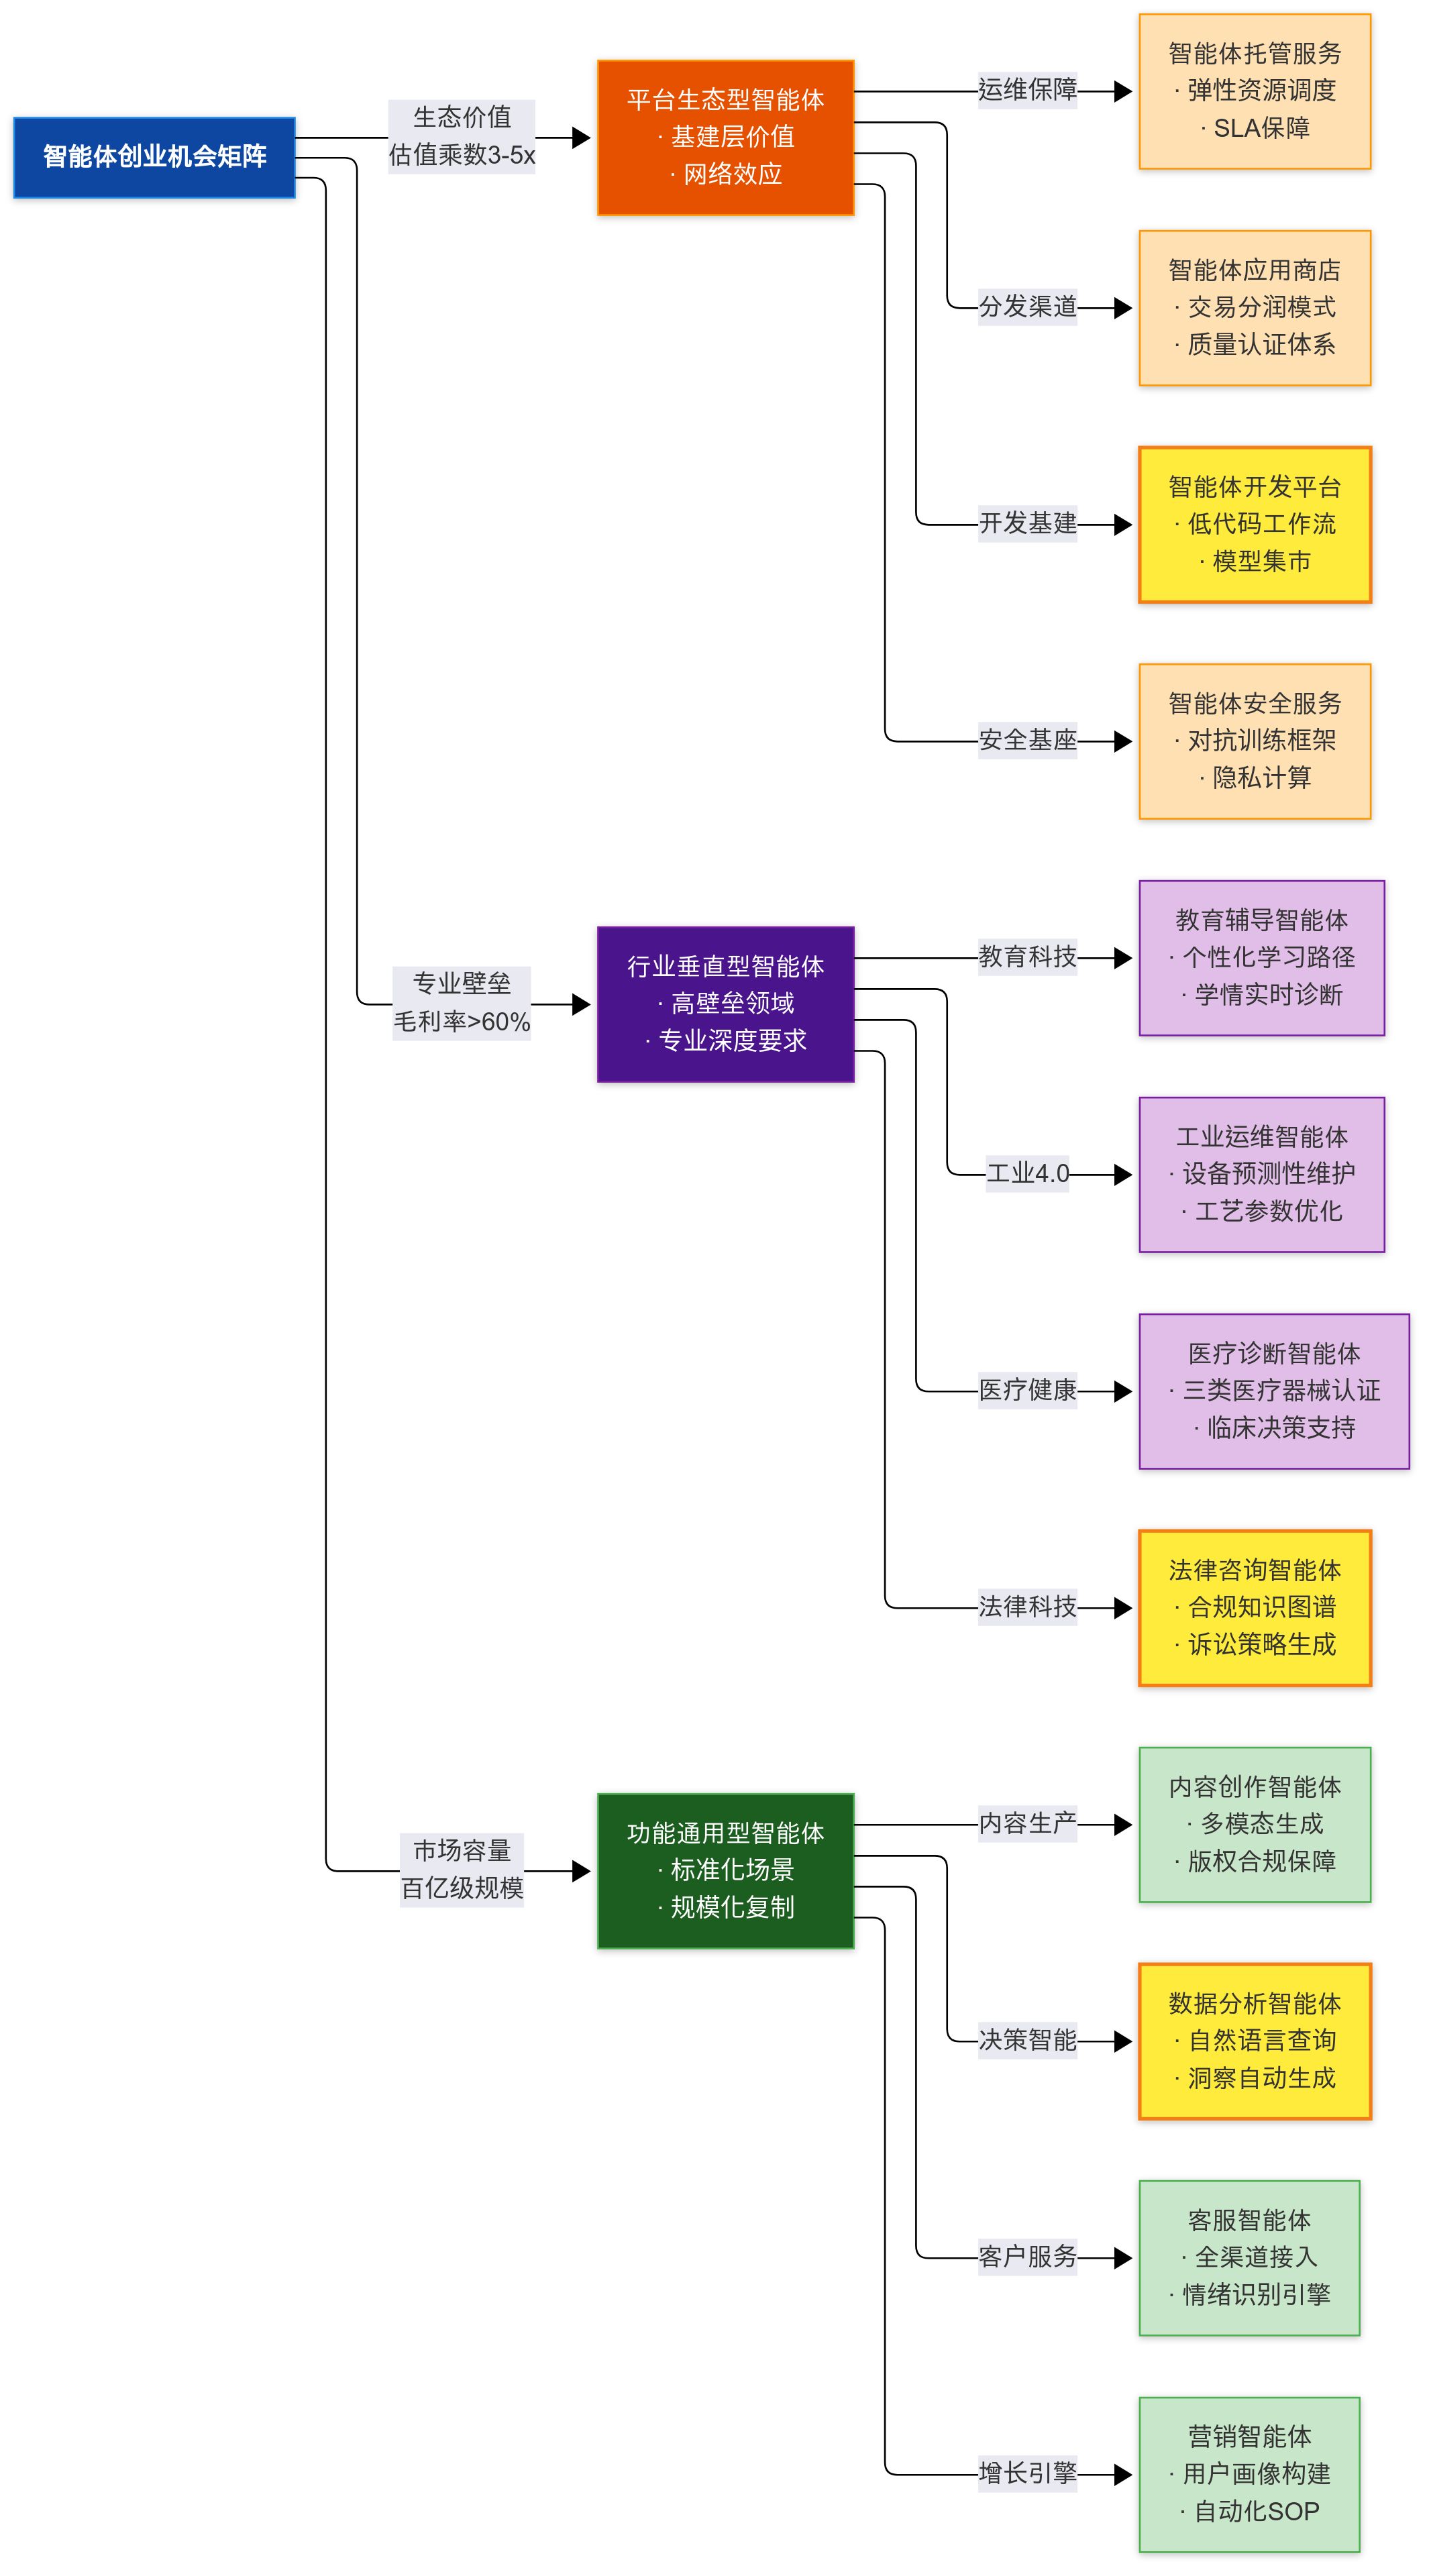 智能体创业机会矩阵
生态价值
估值乘数3-5x
平台生态型智能体
· 基建层价值
· 网络效应
运维保障
智能体托管服务
· 弹性资源调度
· SLA保障
分发渠道
智能体应用商店
· 交易分润模式
· 质量认证体系
开发基建
智能体开发平台
· 低代码工作流
· 模型集市
安全基座
智能体安全服务
· 对抗训练框架
· 隐私计算
专业壁垒
毛利率>60%
行业垂直型智能体
· 高壁垒领域
· 专业深度要求
教育科技
教育辅导智能体
· 个性化学习路径
· 学情实时诊断
工业4.0
工业运维智能体
· 设备预测性维护
· 工艺参数优化
医疗健康
医疗诊断智能体
· 三类医疗器械认证
· 临床决策支持
法律科技
法律咨询智能体
· 合规知识图谱
· 诉讼策略生成
市场容量
百亿级规模
功能通用型智能体
· 标准化场景
· 规模化复制
内容生产
内容创作智能体
· 多模态生成
· 版权合规保障
决策智能
数据分析智能体
· 自然语言查询
· 洞察自动生成
客户服务
客服智能体
· 全渠道接入
· 情绪识别引擎
增长引擎
营销智能体
· 用户画像构建
· 自动化SOP